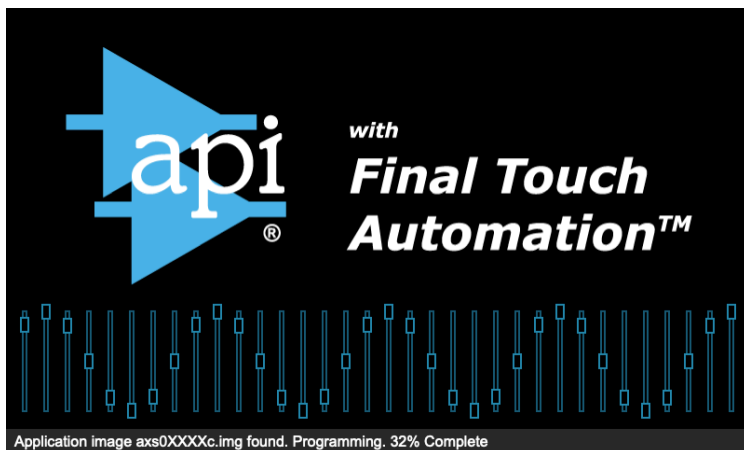 api
®
with
Final Touch
Automation™
Application image axs0XXXXc.img found. Programming. 32% Complete